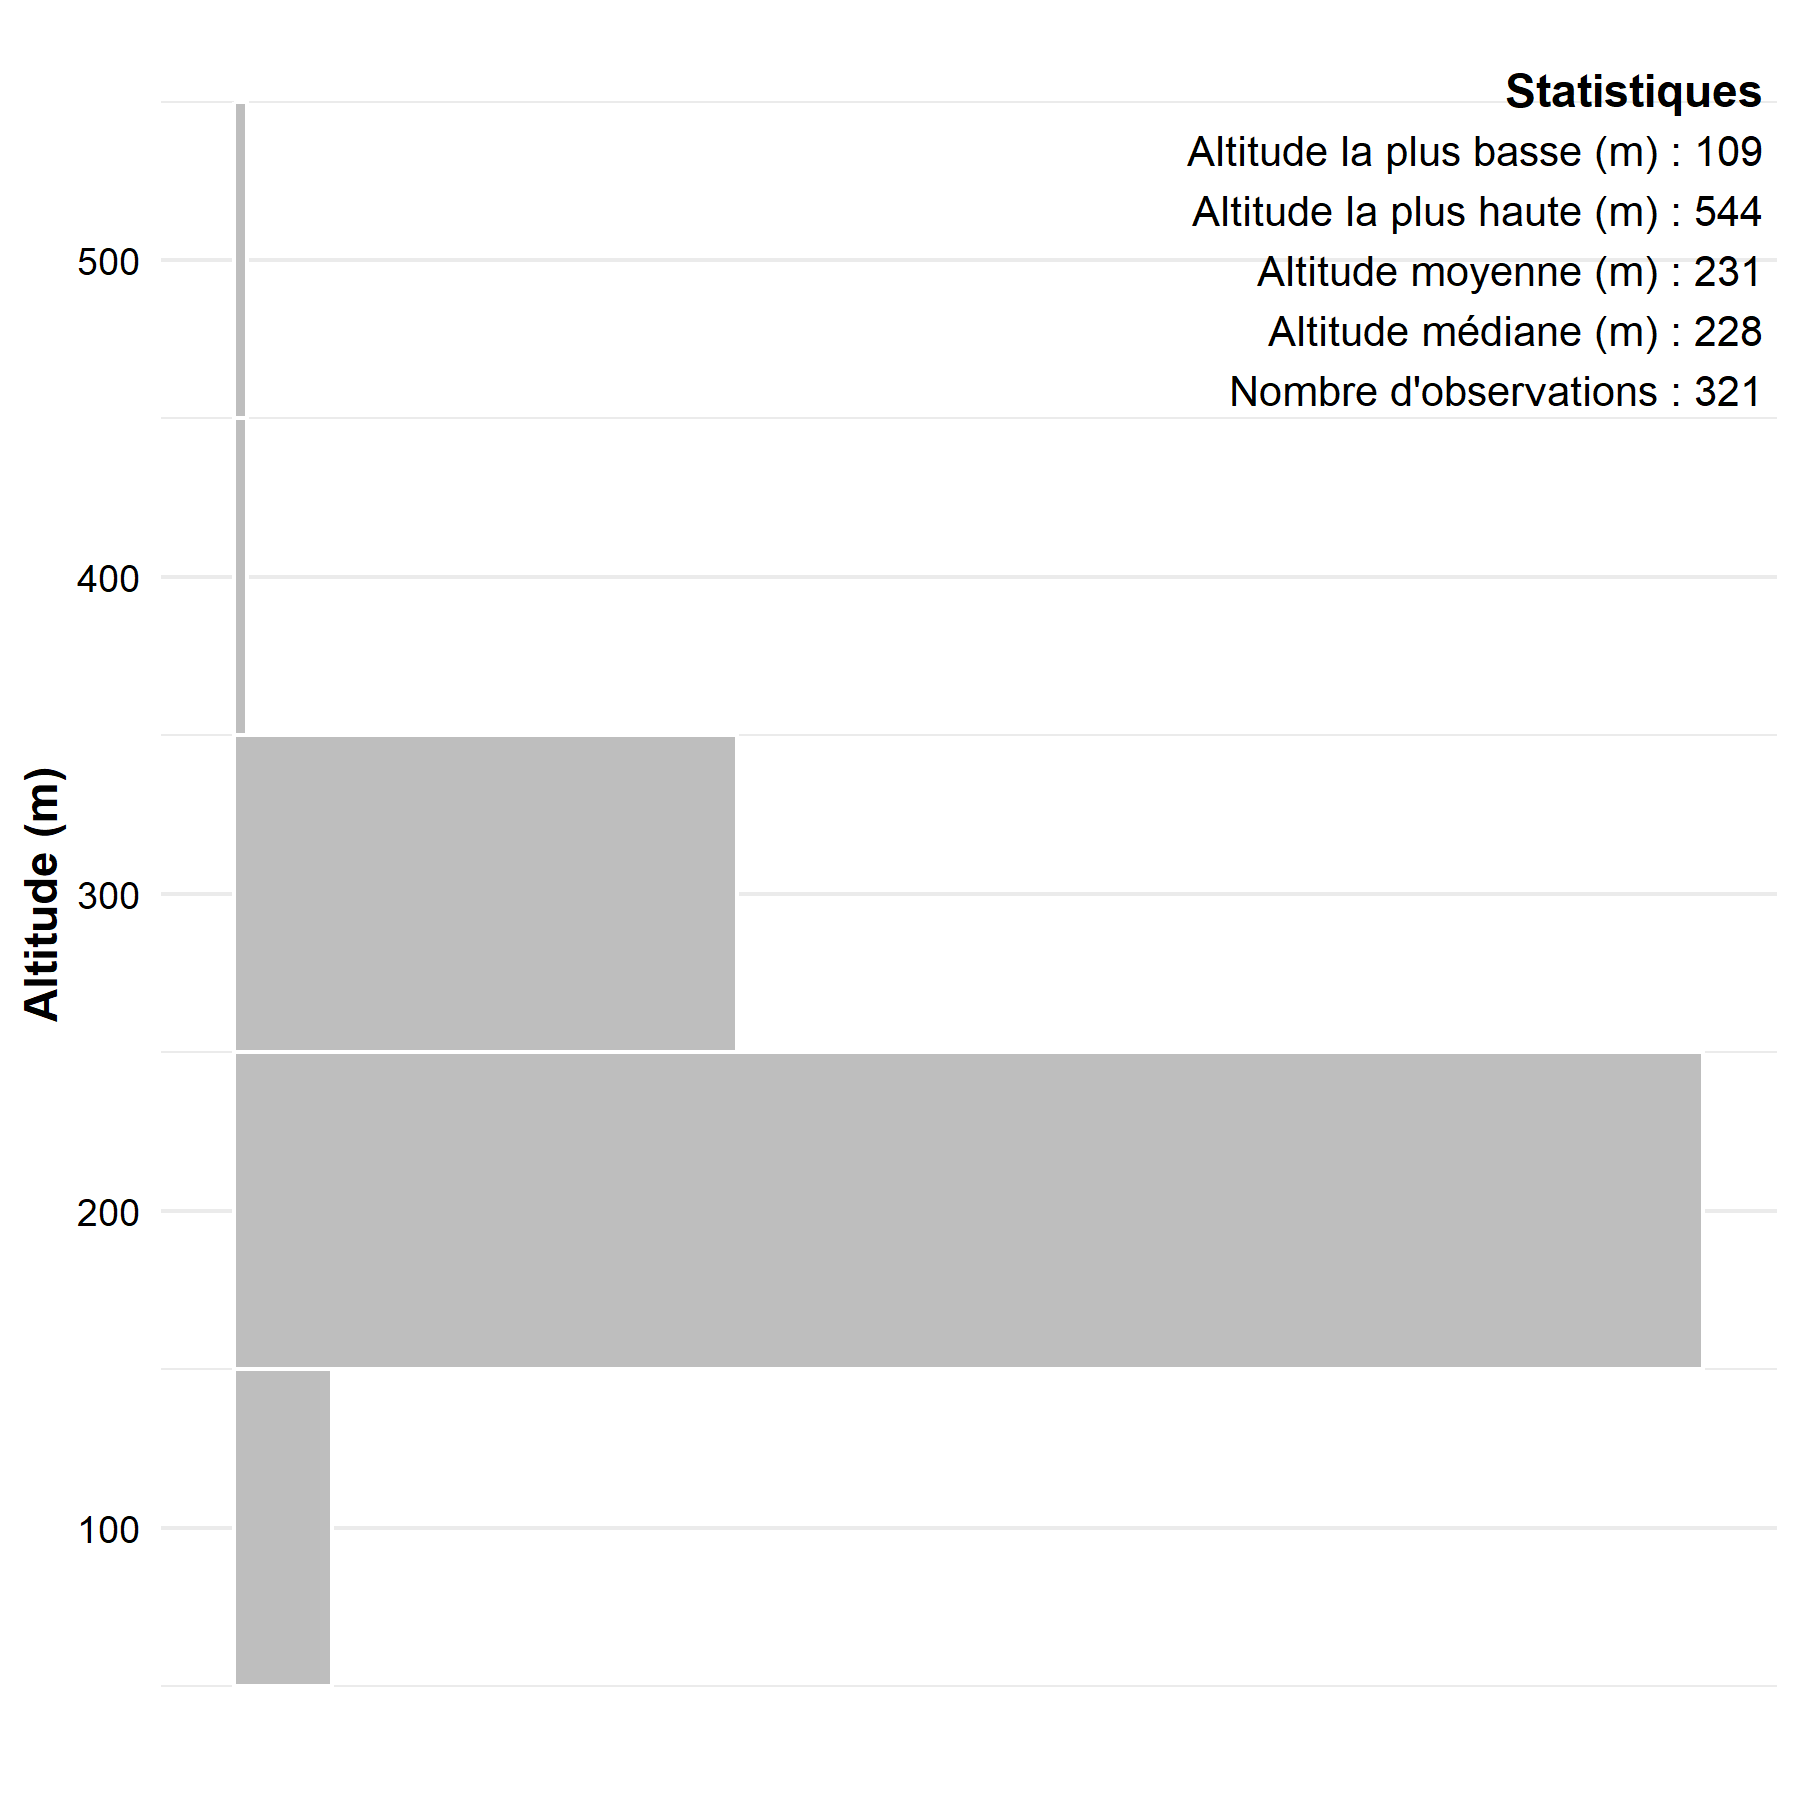 Statistiques
Altitude la plus basse (m) : 109
Altitude la plus haute (m) : 544
Altitude moyenne (m) : 231
Altitude médiane (m) : 228
Nombre d'observations : 321
500
400
300
200
100
Altitude (m)